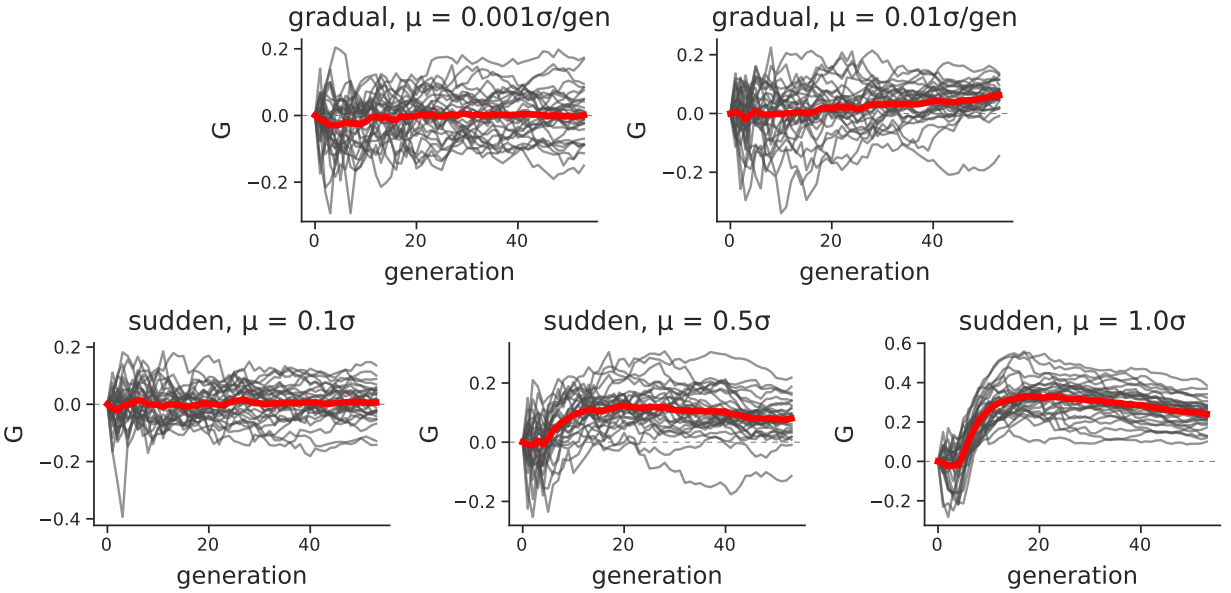 gradual, μ = 0.001σ/gen
gradual, μ = 0.01σ/gen
0.2
0.0
−0.2
G
0
20
40
generation
0.2
0.0
−0.2
G
0
20
40
generation
sudden, μ = 0.1σ
sudden, μ = 0.5σ
sudden, μ = 1.0σ
0.2
0.0
−0.2
−0.4
G
0
20
40
generation
0.2
0.0
−0.2
G
0
20
40
generation
0.6
0.4
0.2
0.0
−0.2
G
0
20
40
generation